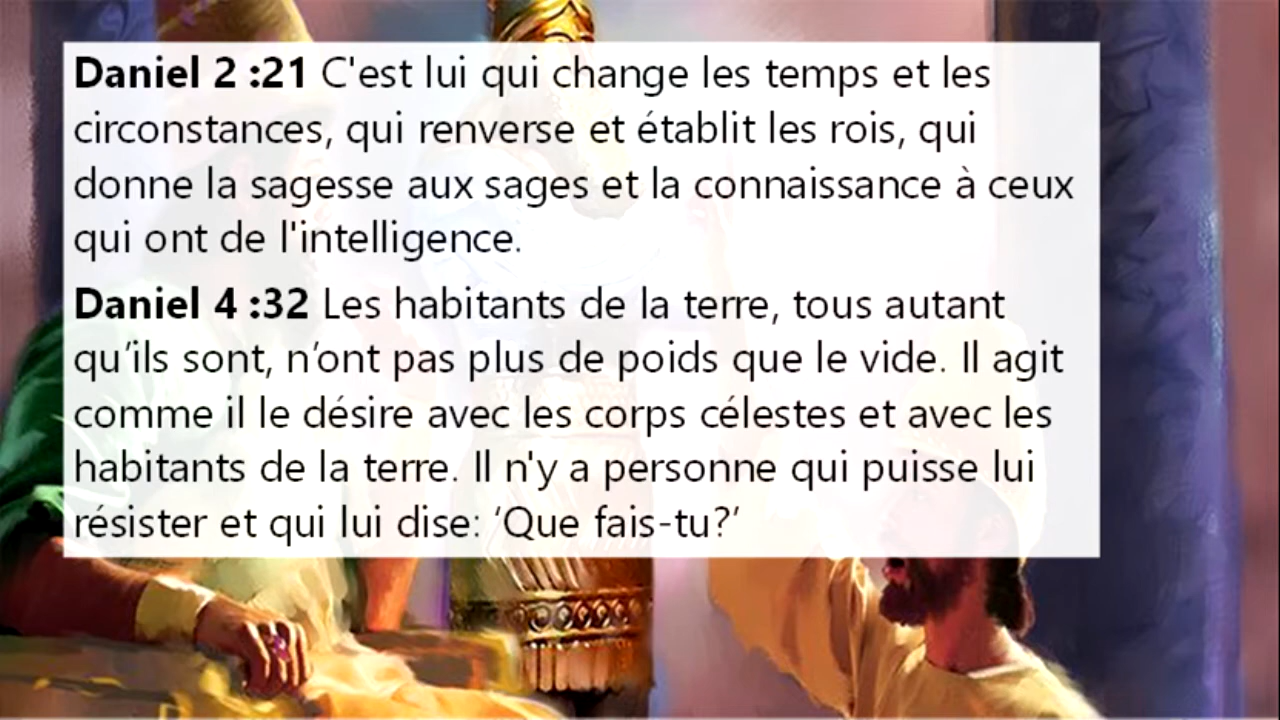 Daniel 2 :21 C'est lui qui change les temps et les
circonstances, qui renverse et établit les rois, qui
donne la sagesse aux sages et la connaissance à ceux
qui ont de l'intelligence.
Daniel 4 :32 Les habitants de la terre, tous autant
qu’ils sont, n’ont pas plus de poids que le vide. Il agit
comme il le désire avec les corps célestes et avec les
habitants de la terre. Il n'y a personne qui puisse lui
résister et qui lui dise: ‘Que fais-tu?’